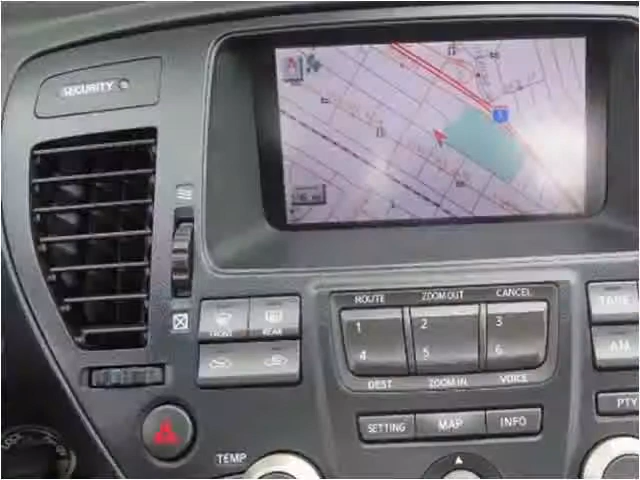 SECURITY
ROUTE ZOOM OUT CANCEL
1 2 3
4 5 6
DEST ZOOM IN VOICE
FRONT REAR
TAPE
AM
PTY
SETTING MAP INFO
TEMP
LOCK